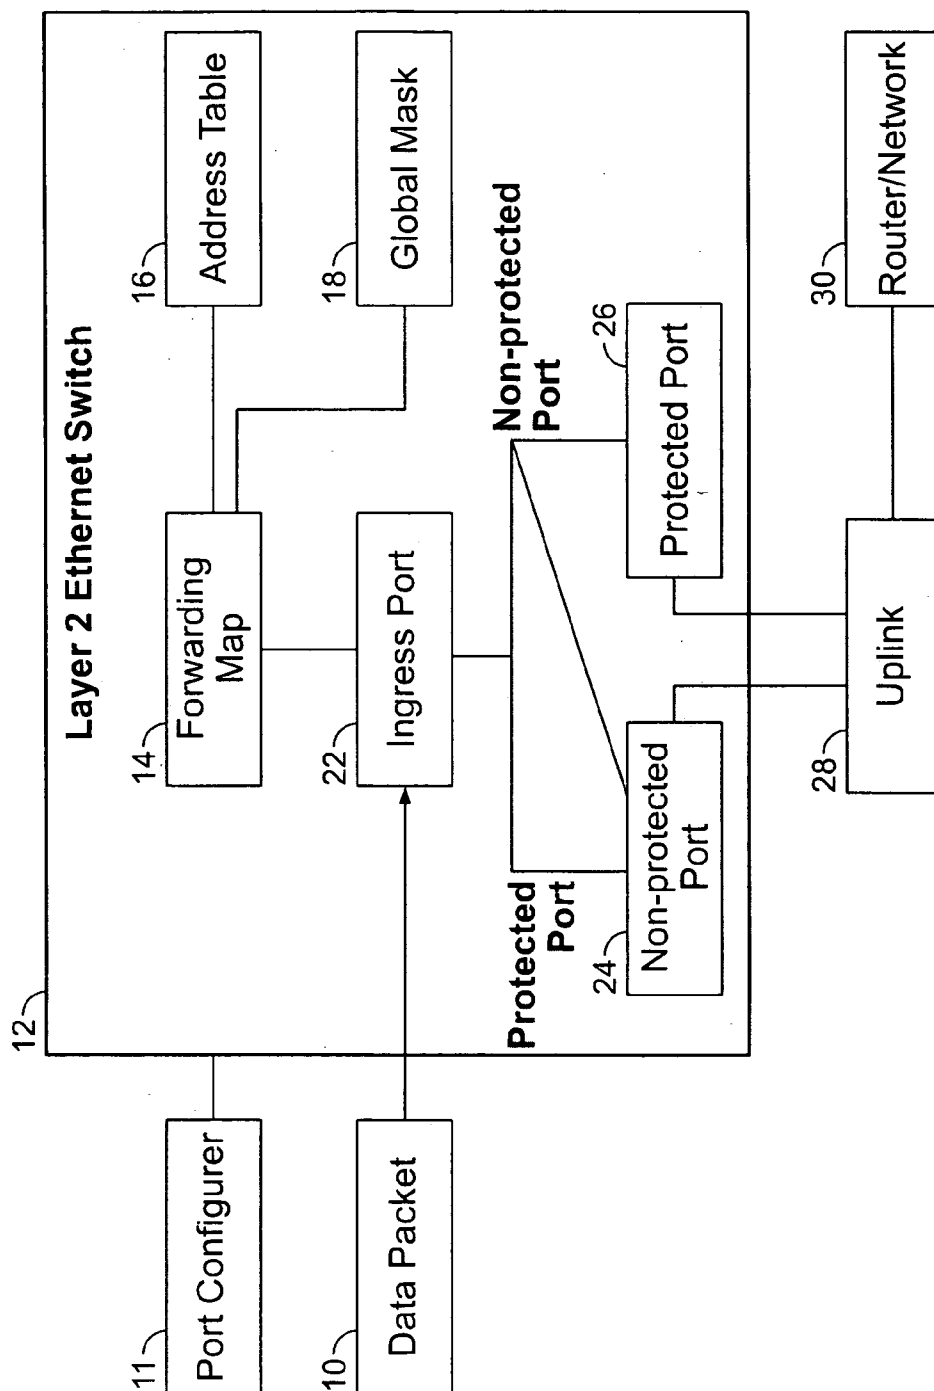 12
Layer 2 Ethernet Switch
11
Port Configurer
14
Forwarding
Map
16
Address Table
10
Data Packet
22
Ingress Port
18
Global Mask
Protected
Port
Non-protected
Port
24
Non-protected
Port
26
Protected Port
28
Uplink
30
Router/Network